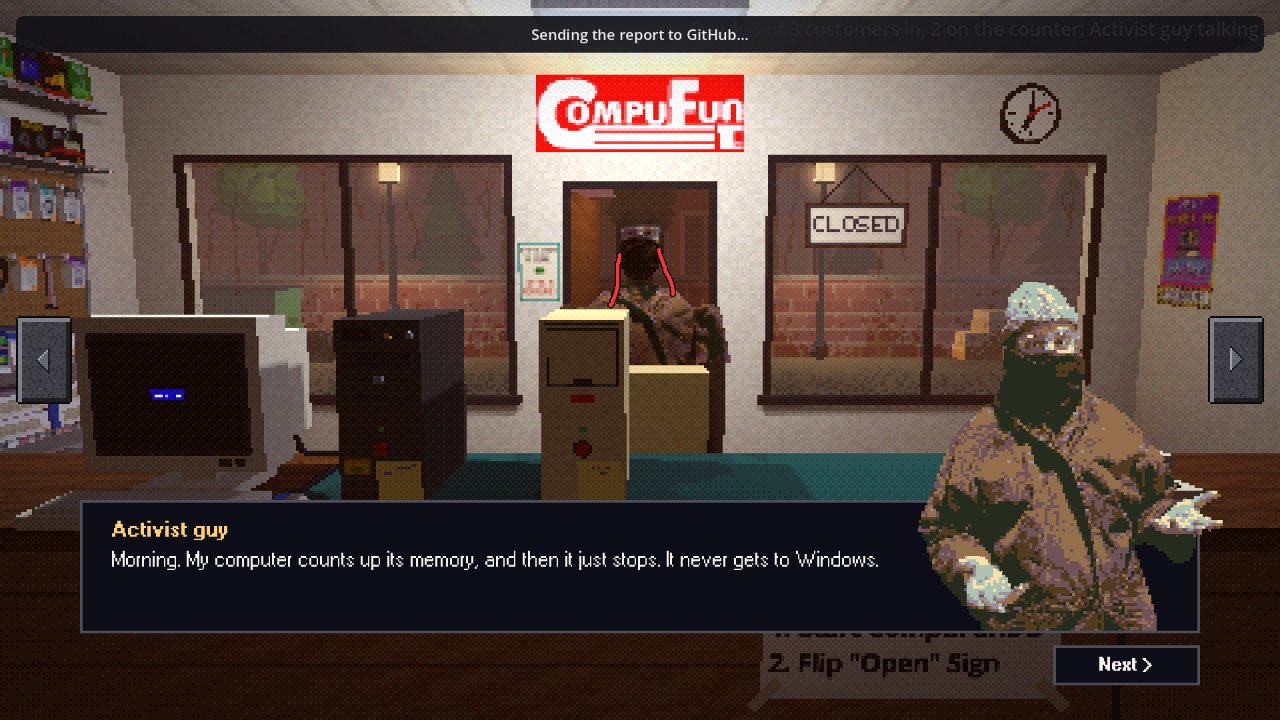 Sending the report to GitHub...
3 customers in, 2 on the counter: Activist guy talking.
COMPUFUN
CLOSED
Activist guy
Morning. My computer counts up its memory, and then it just stops. It never gets to Windows.
2. Flip "Open" Sign
Next >